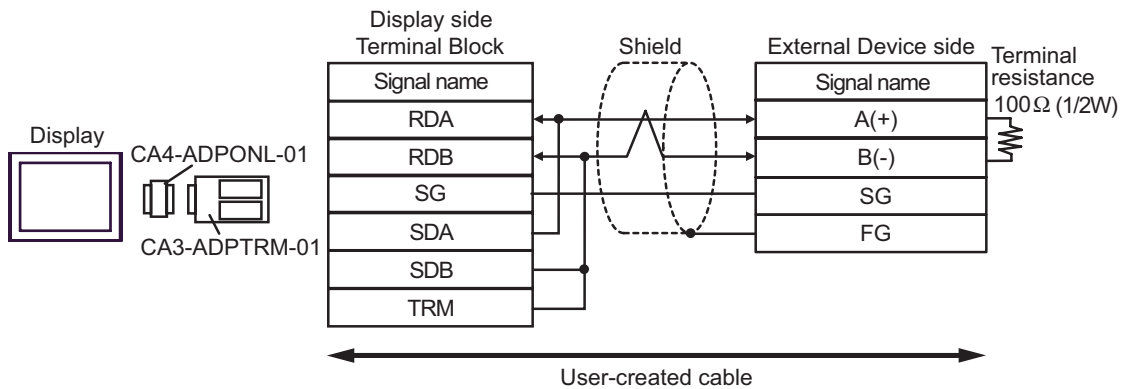 Display side
Terminal Block
Shield
External Device side
Terminal
resistance
100Ω (1/2W)
Signal name
Signal name
RDA
A(+)
RDB
B(-)
SG
SG
SDA
FG
SDB
TRM
Display
CA4-ADPONL-01
CA3-ADPTRM-01
User-created cable